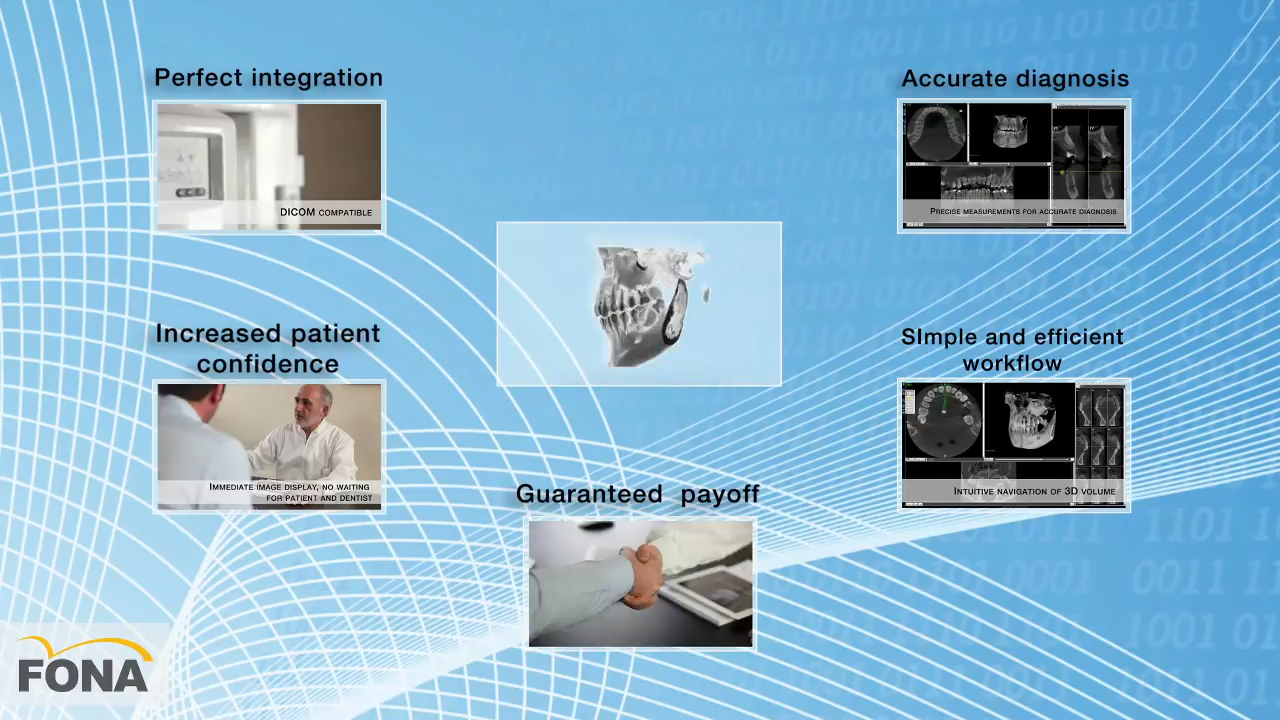 Perfect integration
DICOM compatible
Accurate diagnosis
Precise measurements for accurate diagnosis
Increased patient
confidence
Immediate image display, no waiting
for patient and dentist
SImple and efficient
workflow
Intuitive navigation of 3D volume
Guaranteed payoff
FONA